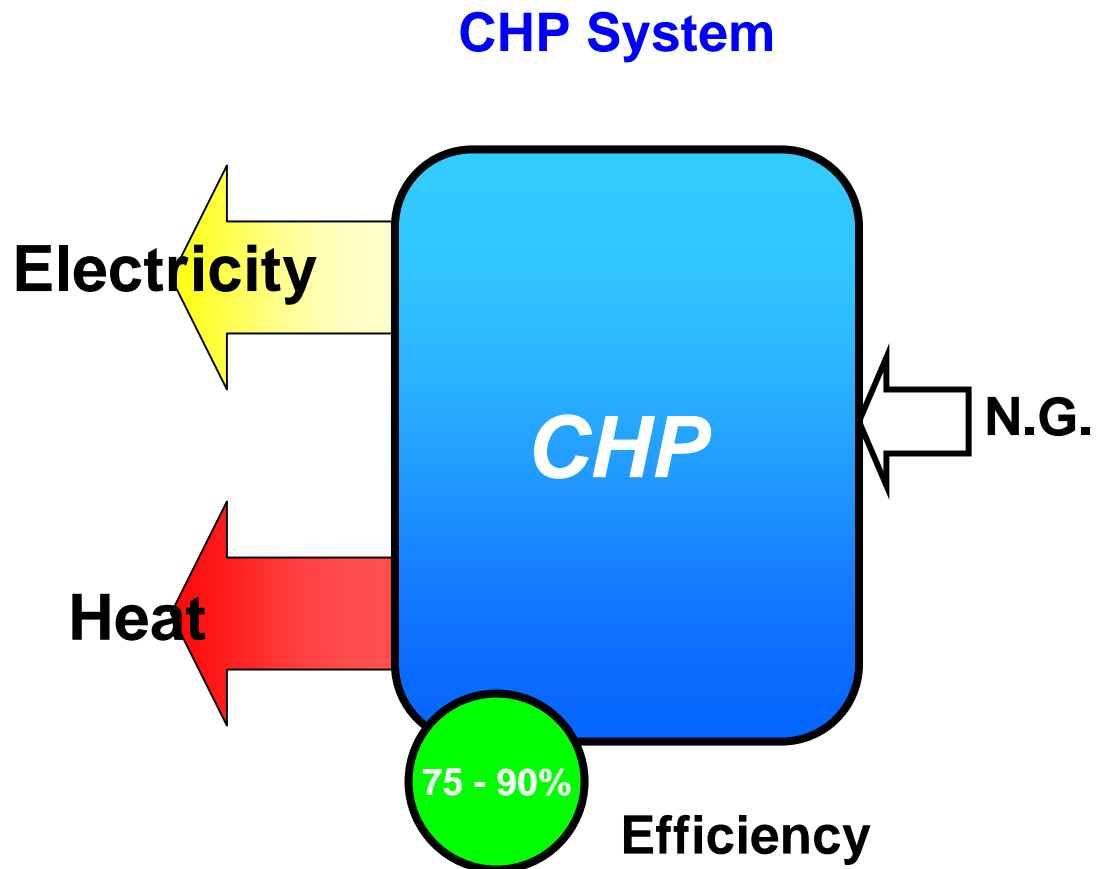 CHP System
Electricity
CHP
N.G.
Heat
75 - 90%
Efficiency